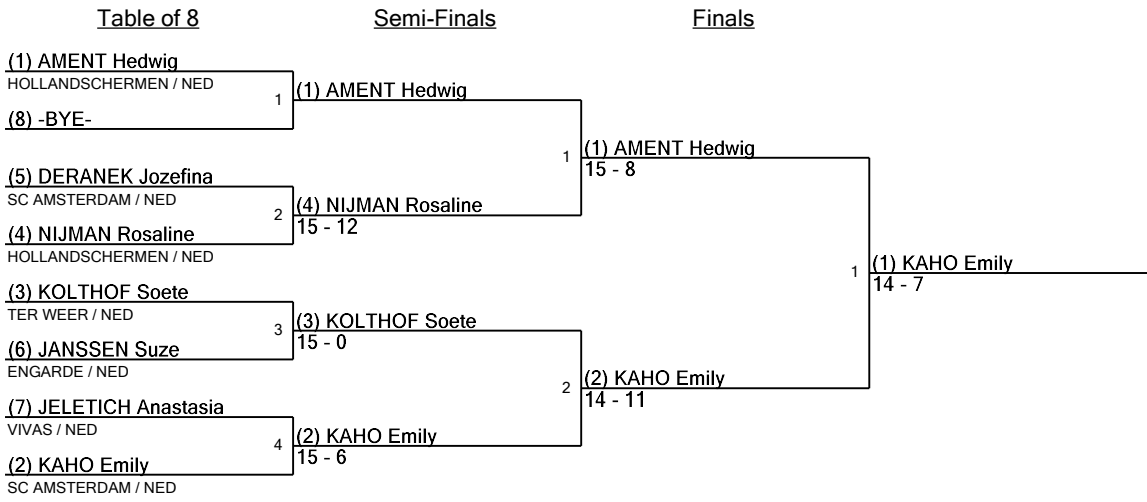 Table of 8 Semi-Finals Finals
(1) AMENT Hedwig
HOLLANDSCHERMEN / NED
1 (1) AMENT Hedwig
(8) -BYE-
1 (1) AMENT Hedwig
15 - 8
(5) DERANEK Jozefina
SC AMSTERDAM / NED
2 (4) NIJMAN Rosaline
15 - 12
(4) NIJMAN Rosaline
HOLLANDSCHERMEN / NED
1 (1) KAHO Emily
14 - 7
(3) KOLTHOF Soete
TER WEER / NED
3 (3) KOLTHOF Soete
15 - 0
(6) JANSSEN Suze
ENGARDE / NED
2 (2) KAHO Emily
14 - 11
(7) JELETICH Anastasia
VIVAS / NED
4 (2) KAHO Emily
15 - 6
(2) KAHO Emily
SC AMSTERDAM / NED